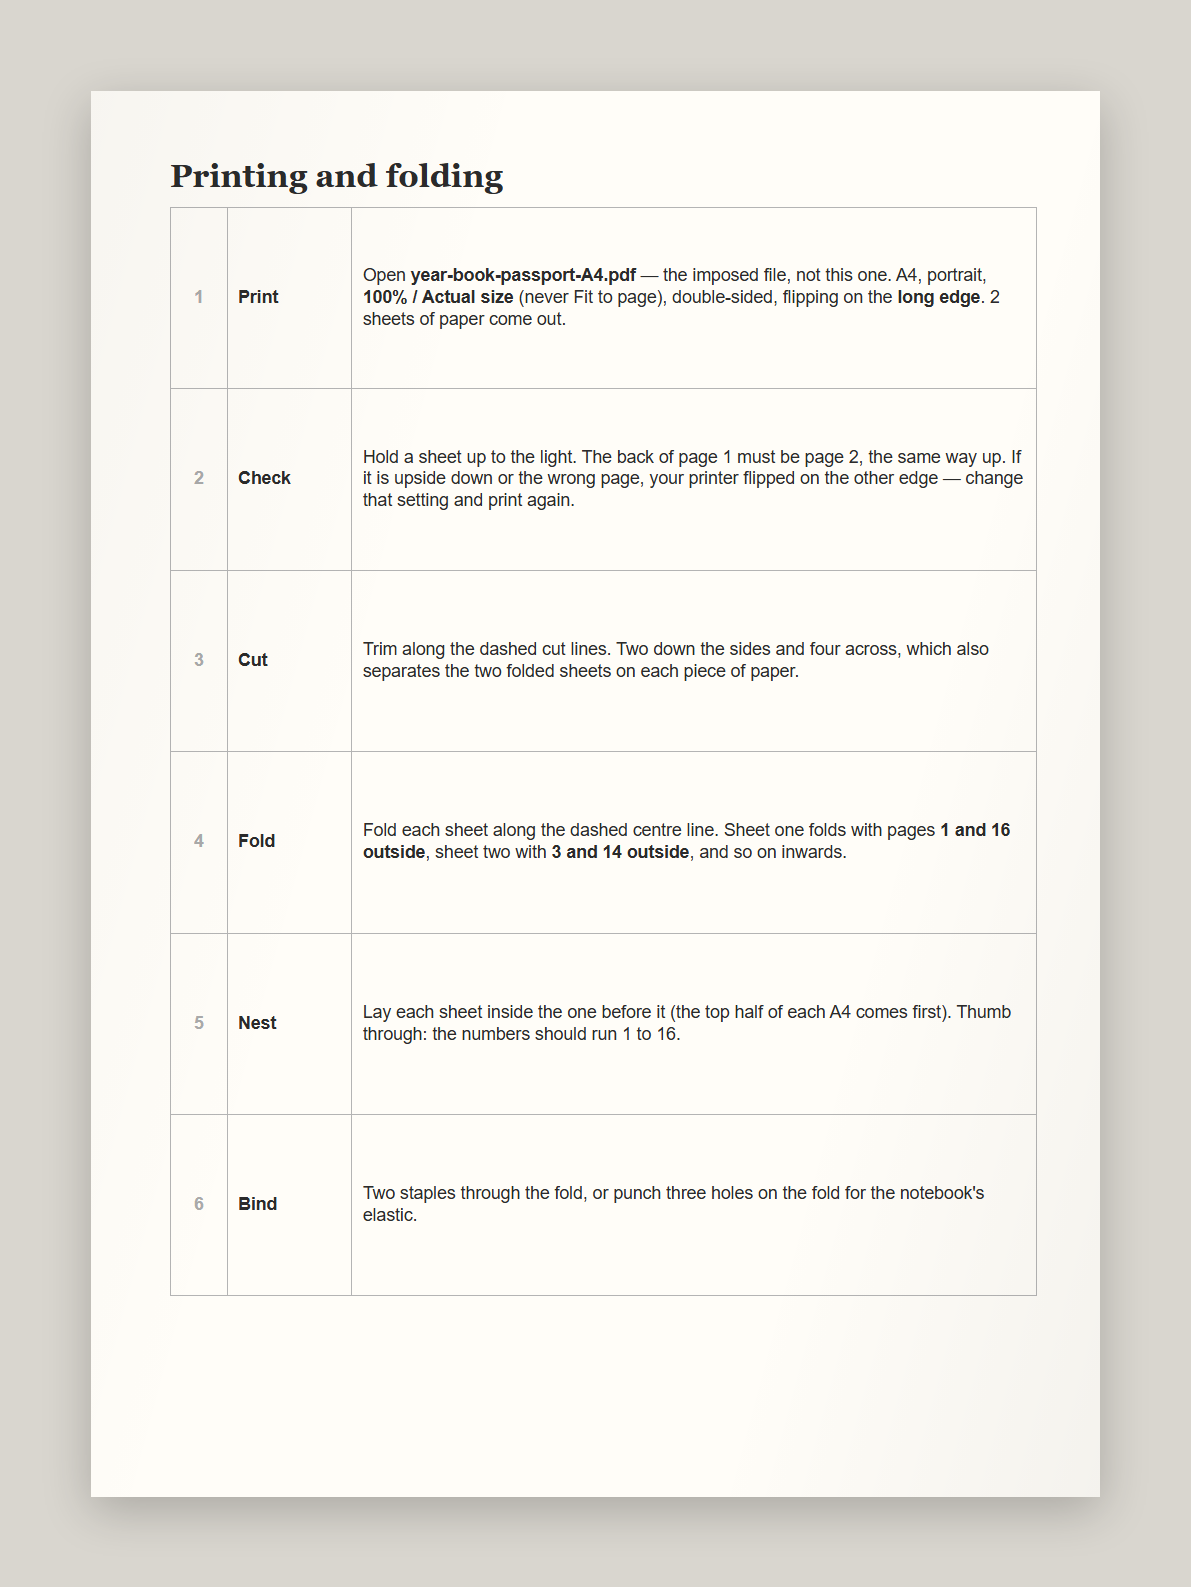 Printing and folding
1
Print
Open year-book-passport-A4.pdf — the imposed file, not this one. A4, portrait,
100% / Actual size (never Fit to page), double-sided, flipping on the long edge. 2
sheets of paper come out.
2
Check
Hold a sheet up to the light. The back of page 1 must be page 2, the same way up. If
it is upside down or the wrong page, your printer flipped on the other edge — change
that setting and print again.
3
Cut
Trim along the dashed cut lines. Two down the sides and four across, which also
separates the two folded sheets on each piece of paper.
4
Fold
Fold each sheet along the dashed centre line. Sheet one folds with pages 1 and 16
outside, sheet two with 3 and 14 outside, and so on inwards.
5
Nest
Lay each sheet inside the one before it (the top half of each A4 comes first). Thumb
through: the numbers should run 1 to 16.
6
Bind
Two staples through the fold, or punch three holes on the fold for the notebook's
elastic.